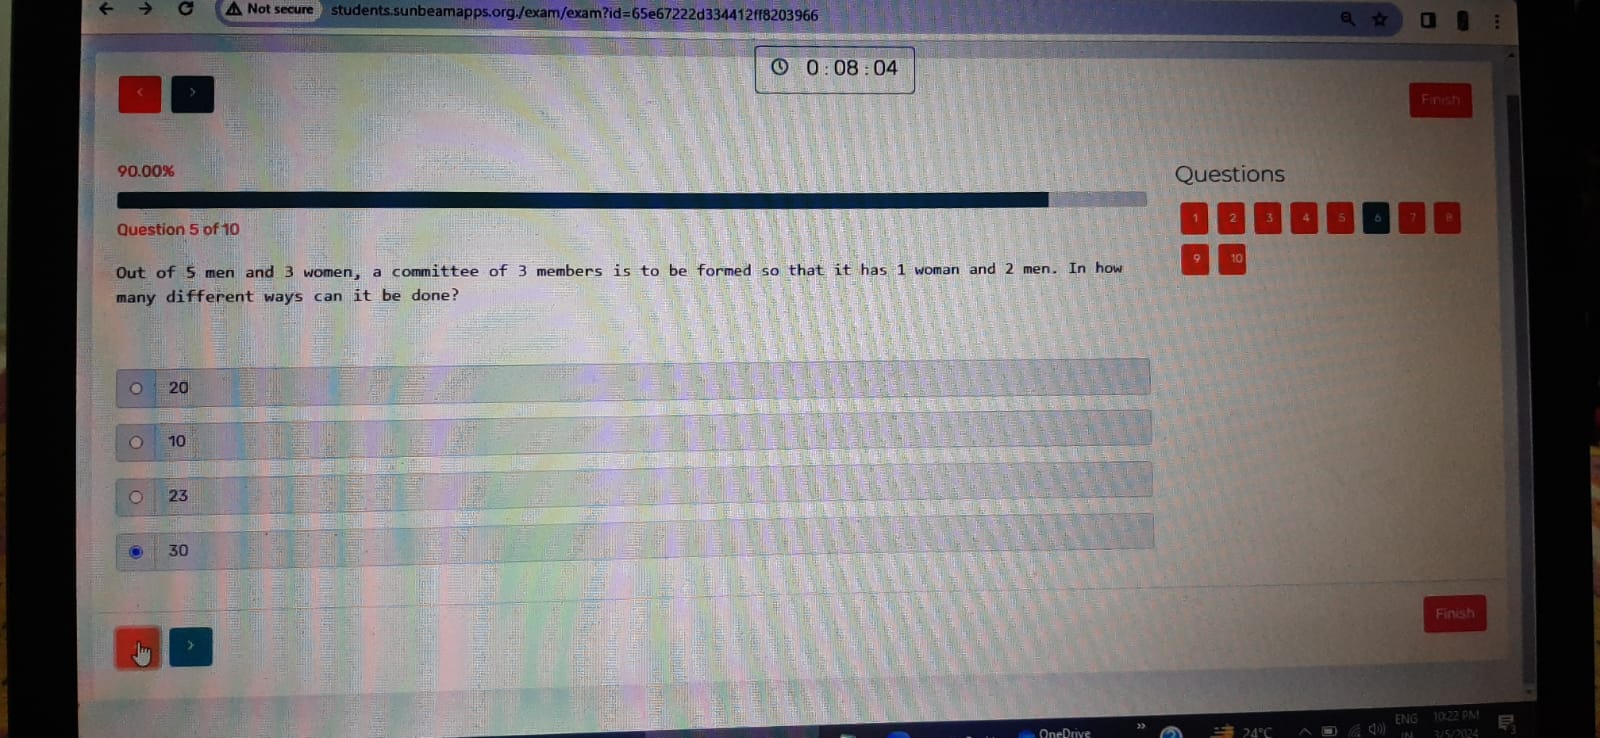 Not secure students.sunbeamapps.org./exam/exam?id=65e67222d334412ff8203966
0 : 08 : 04
< >
Finish
90.00%
Questions
1 2 3 4 5 6 7 8
Question 5 of 10
9 10
Out of 5 men and 3 women, a committee of 3 members is to be formed so that it has 1 woman and 2 men. In how
many different ways can it be done?
20
10
23
30
Finish
>
OneDrive
24°C
ENG
IN
10:22 PM
3/5/2024
3